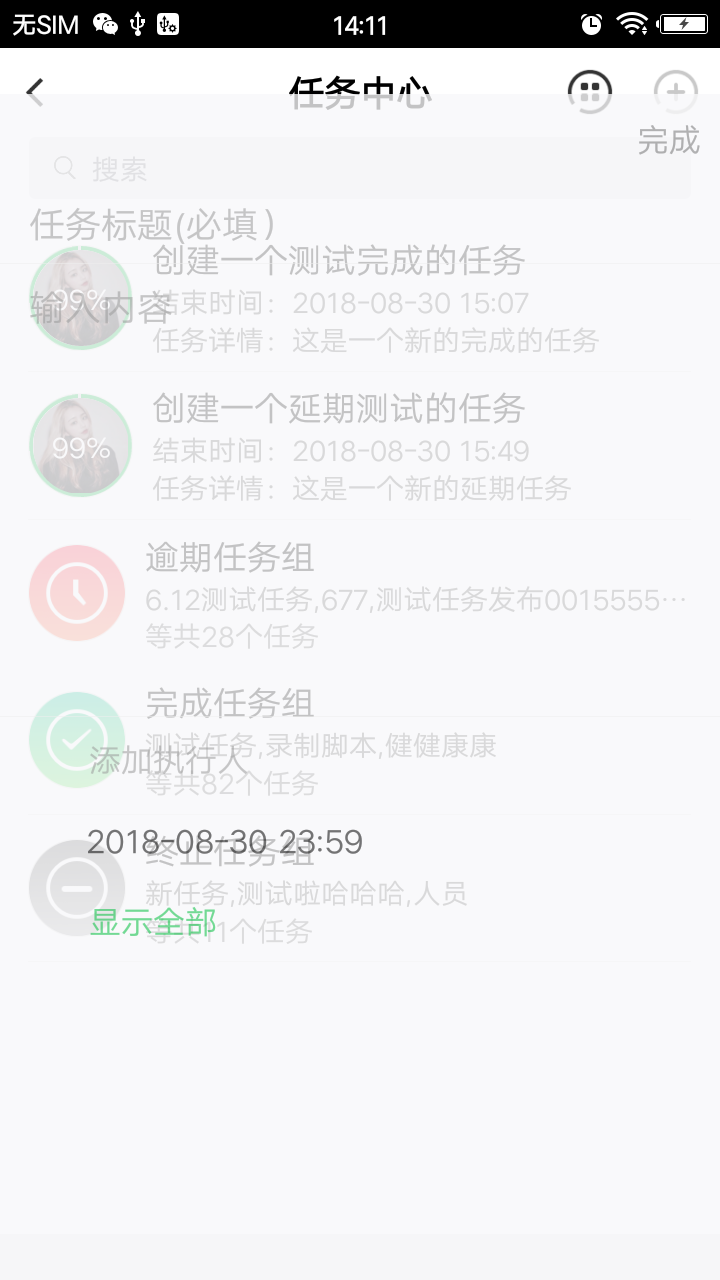 无SIM 14:11
任务中心
完成
搜索
任务标题(必填)
创建一个测试完成的任务
99%
结束时间：2018-08-30 15:07
输入内容
任务详情：这是一个新的完成的任务
创建一个延期测试的任务
99%
结束时间：2018-08-30 15:49
任务详情：这是一个新的延期任务
逾期任务组
6.12测试任务,677,测试任务发布0015555…
等共28个任务
完成任务组
测试任务,录制脚本,健健康康
添加执行人
等共82个任务
2018-08-30 23:59
终止任务组
新任务,测试啦哈哈哈,人员
显示全部
等共11个任务